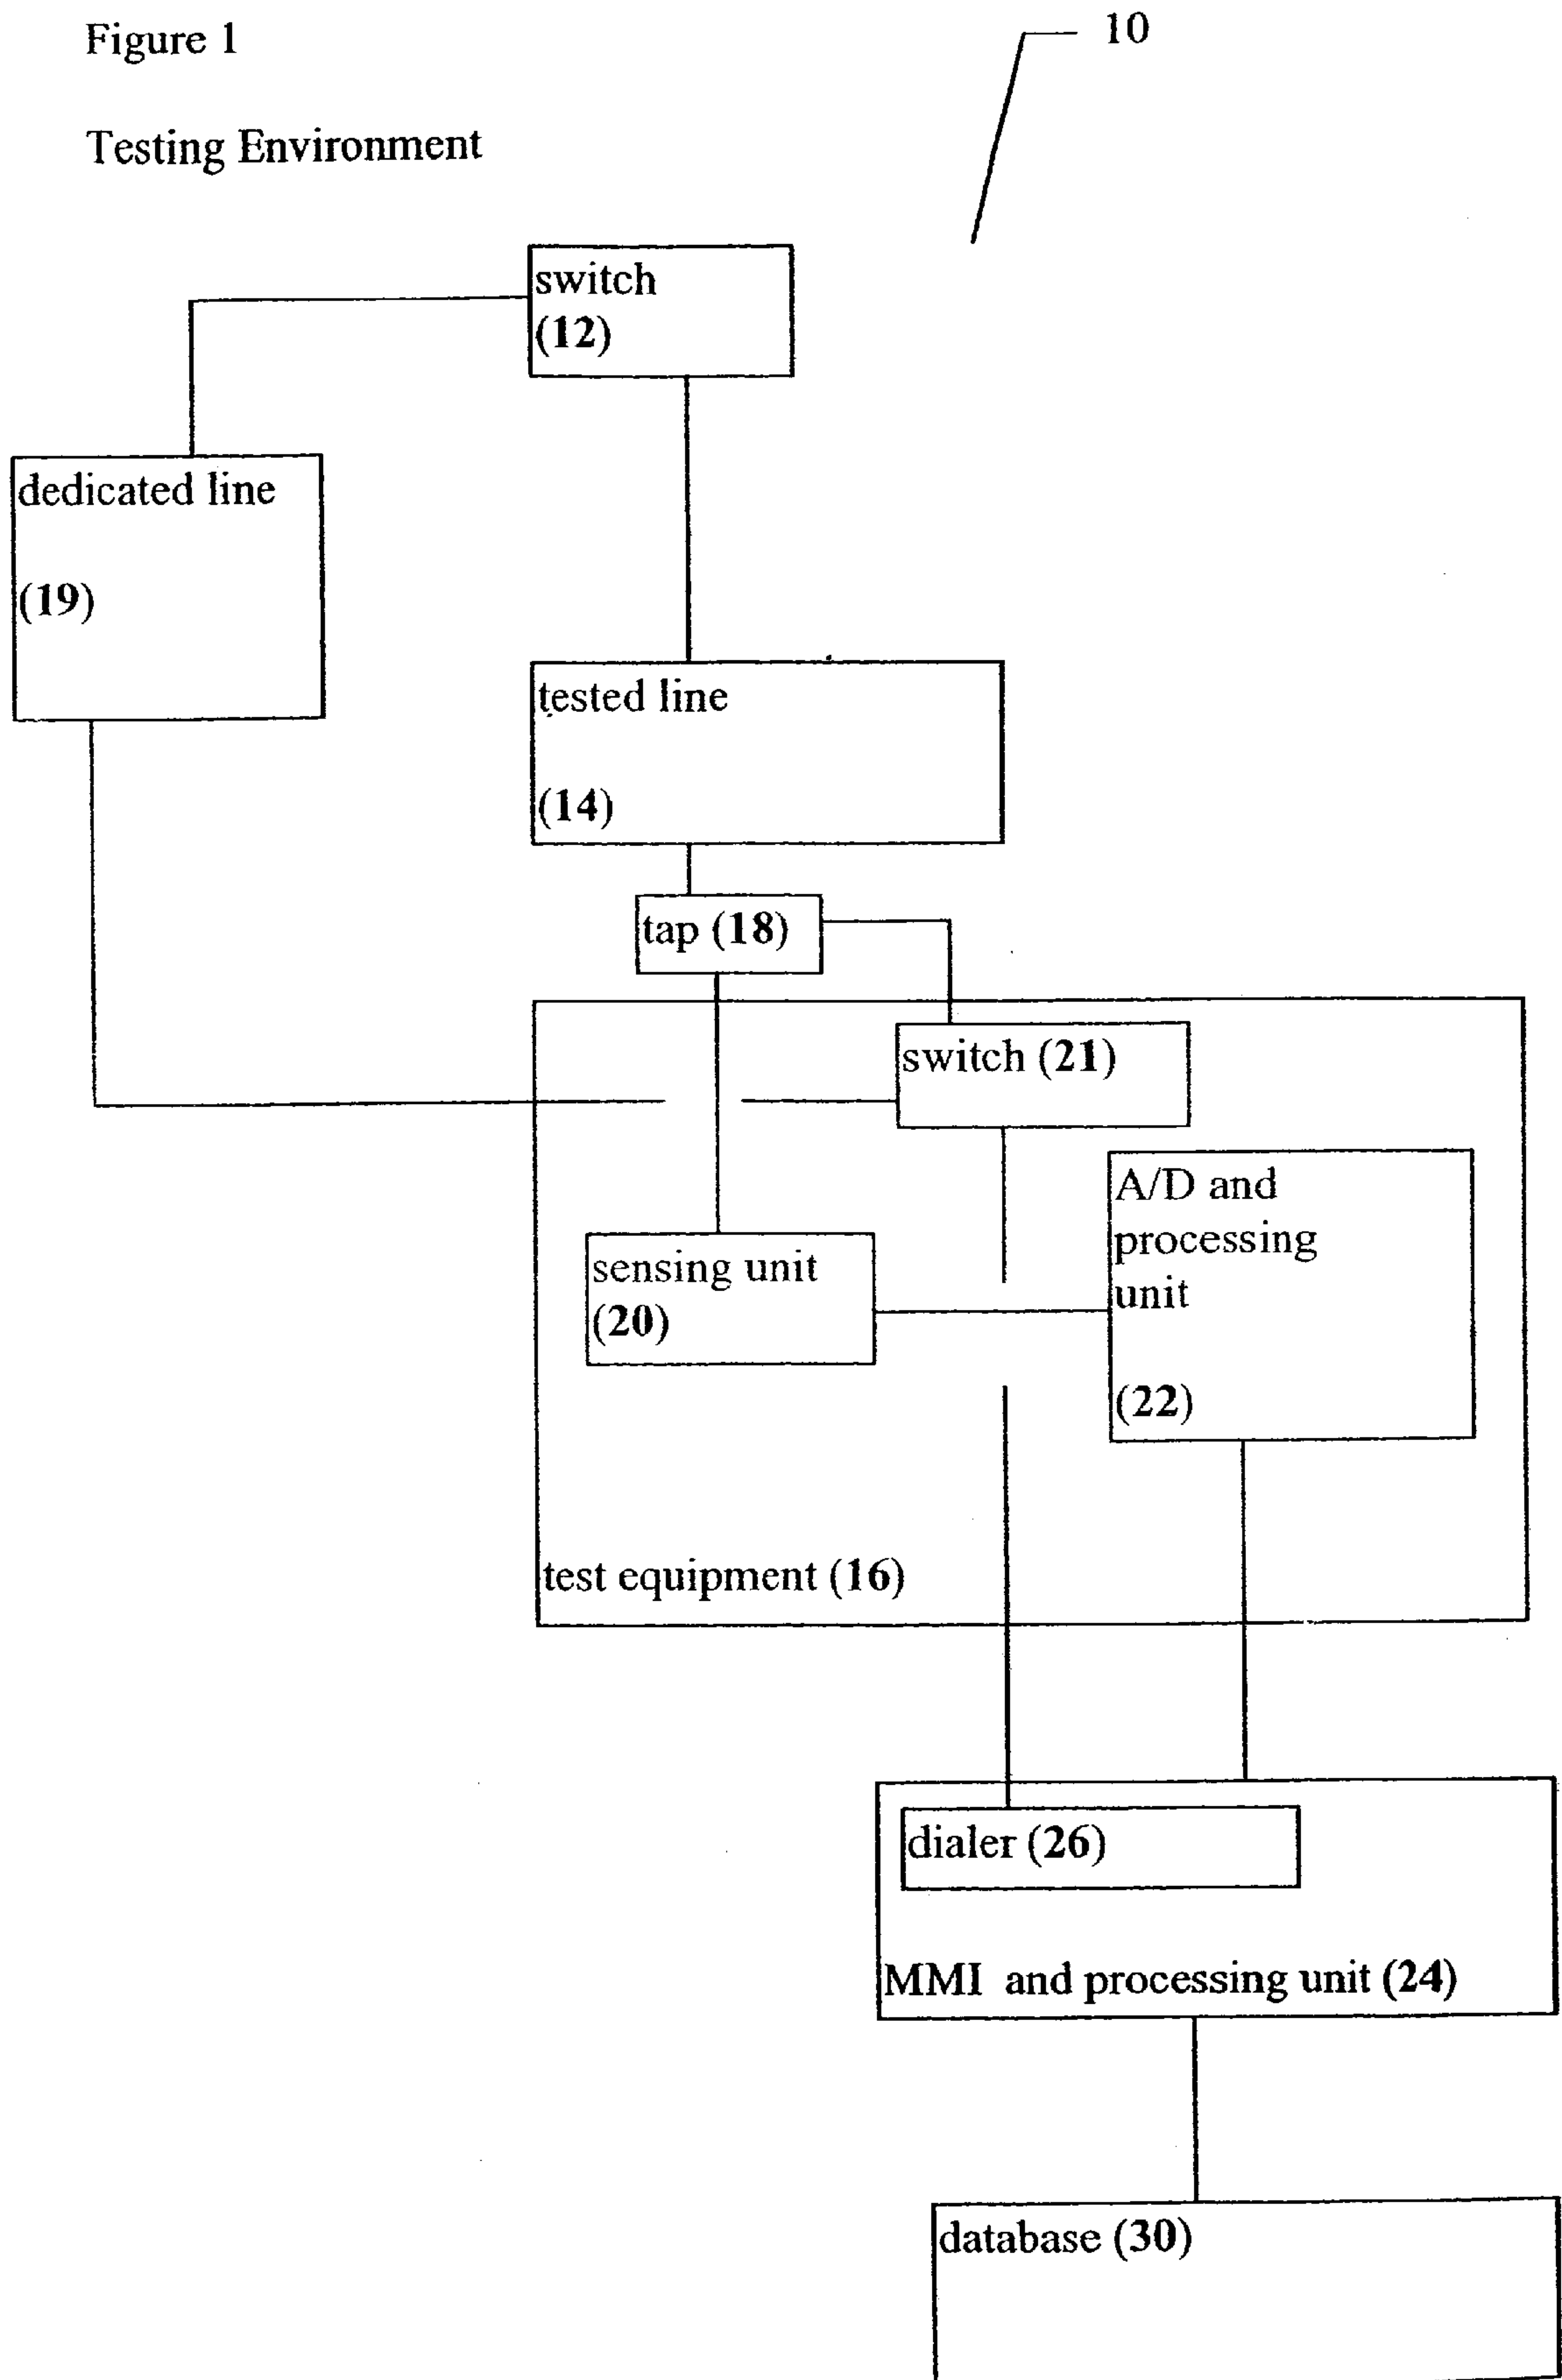 Figure 1
10
Testing Environment
switch
(12)
dedicated line
(19)
tested line
(14)
tap (18)
switch (21)
A/D and
processing
unit
(22)
sensing unit
(20)
test equipment (16)
dialer (26)
MMI and processing unit (24)
database (30)